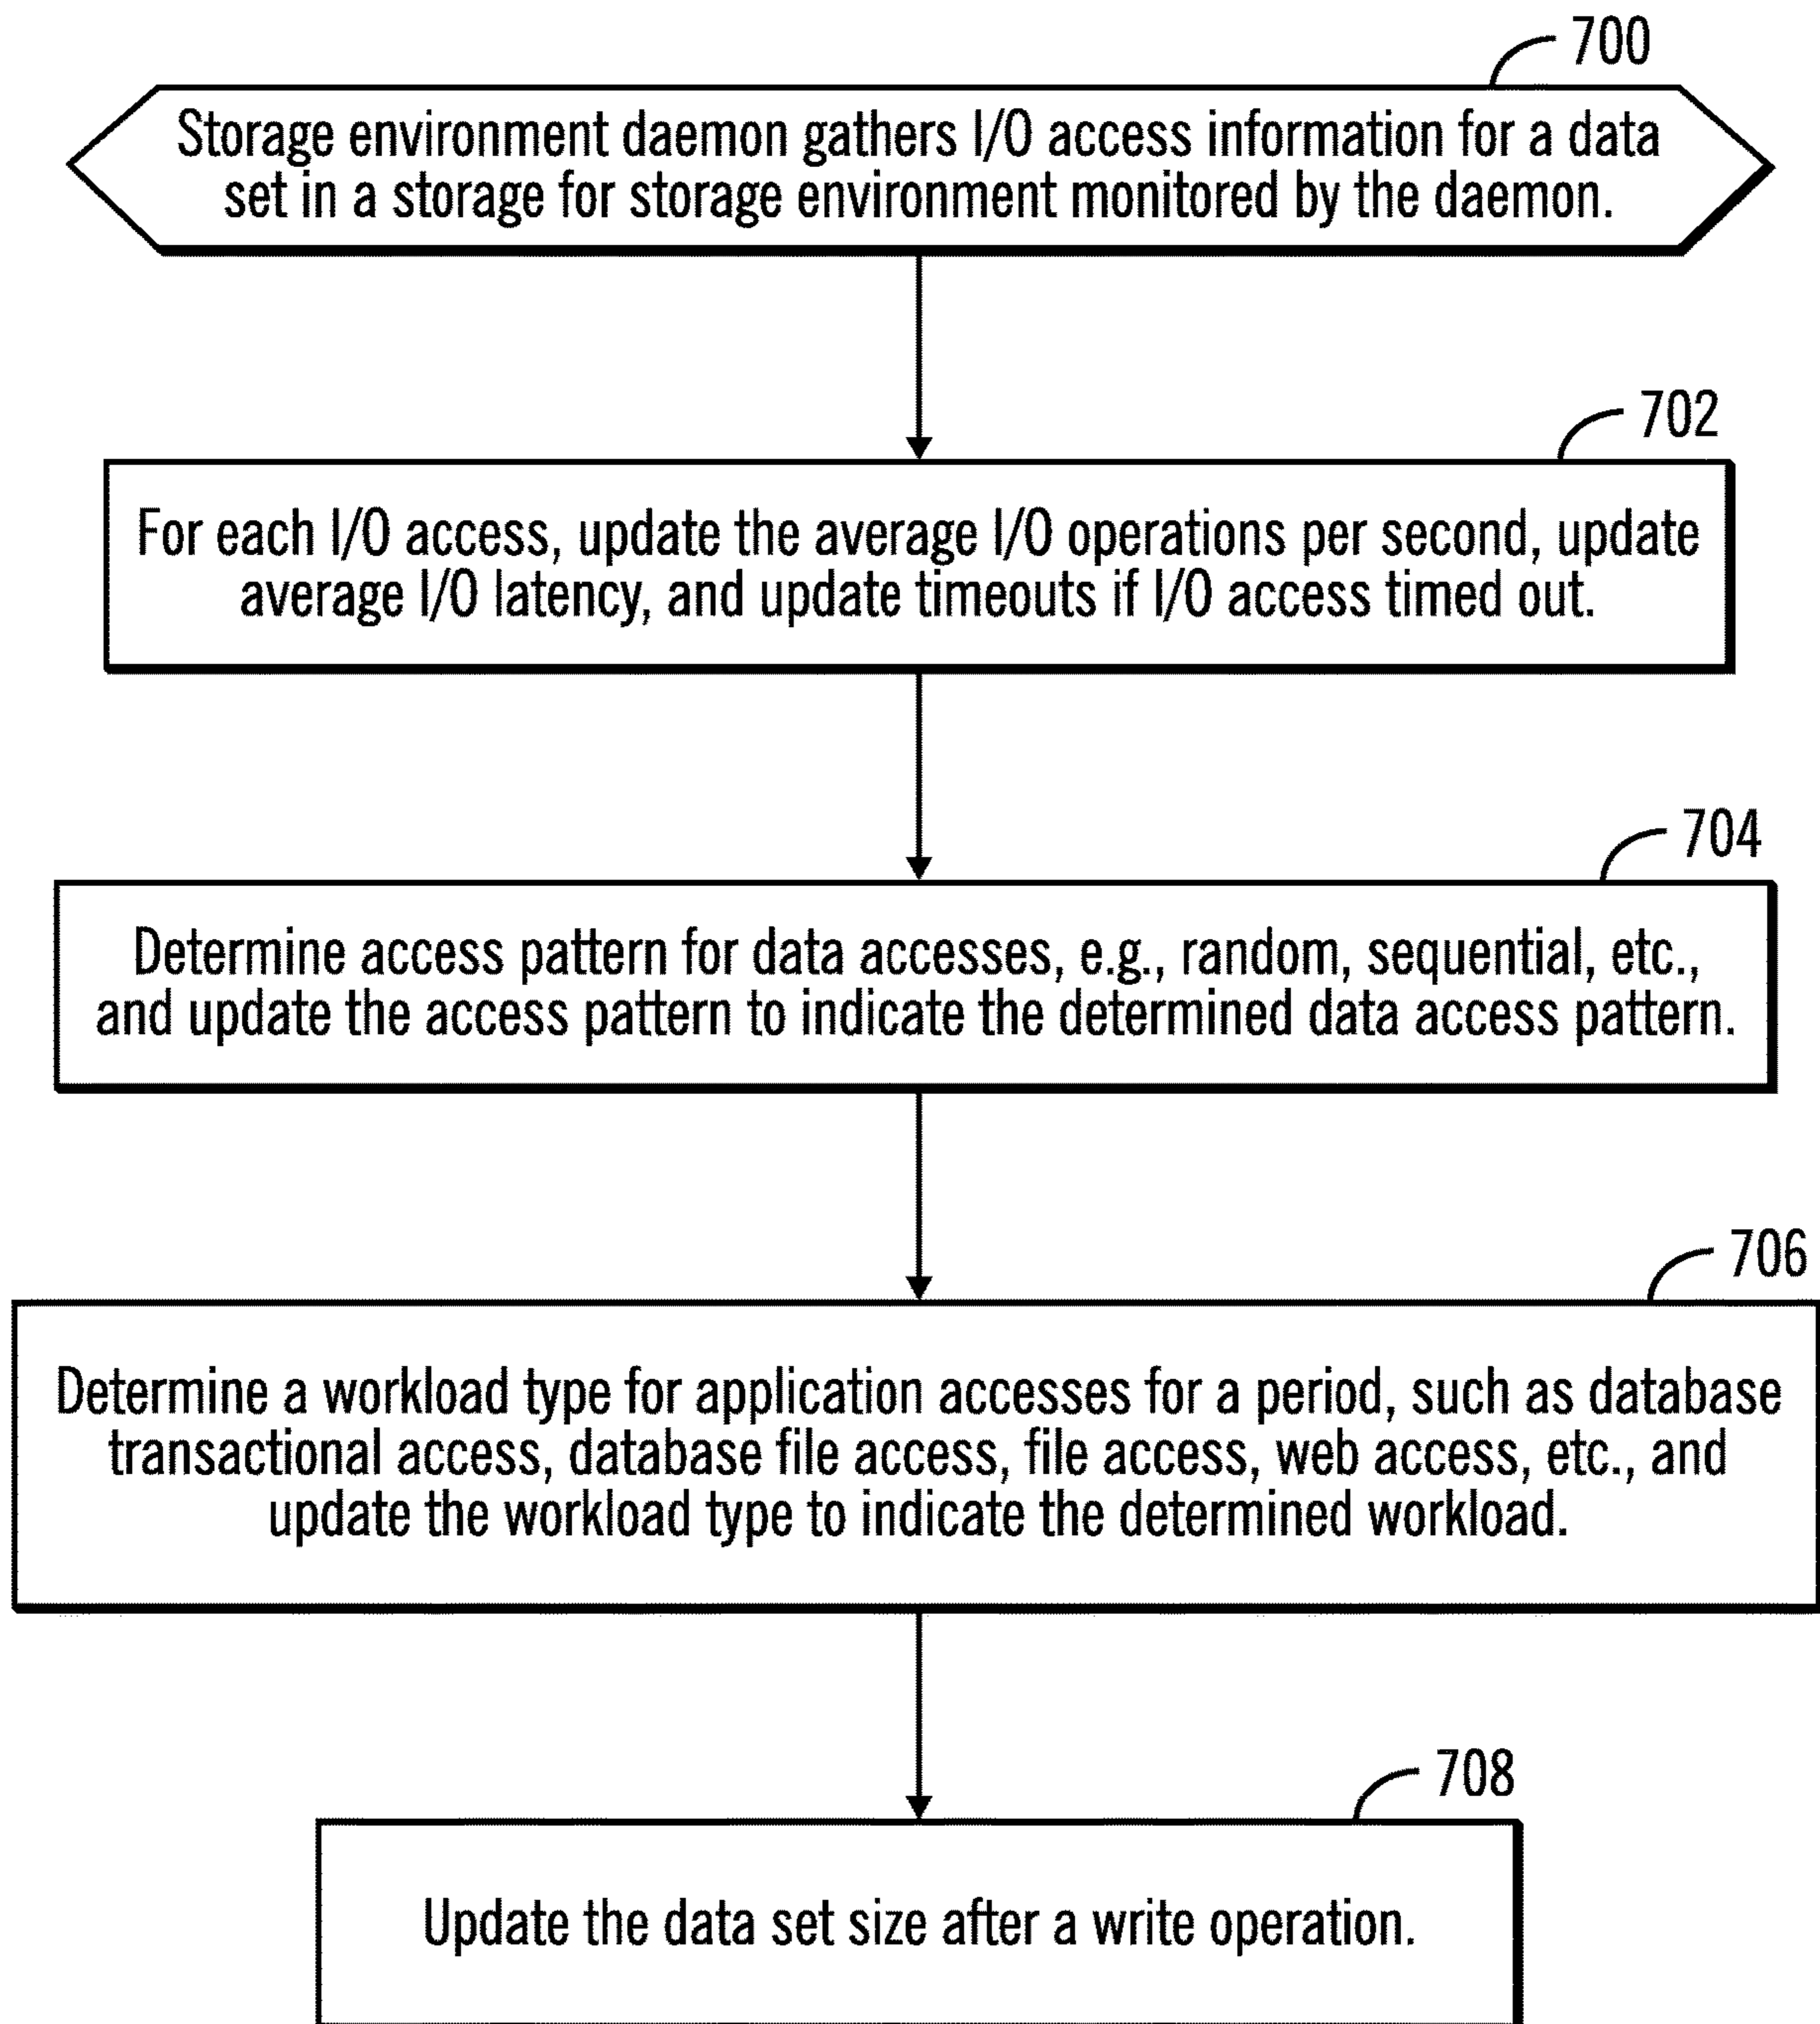 700
Storage environment daemon gathers I/O access information for a data
set in a storage for storage environment monitored by the daemon.
702
For each I/O access, update the average I/O operations per second, update
average I/O latency, and update timeouts if I/O access timed out.
704
Determine access pattern for data accesses, e.g., random, sequential, etc.,
and update the access pattern to indicate the determined data access pattern.
706
Determine a workload type for application accesses for a period, such as database
transactional access, database file access, file access, web access, etc., and
update the workload type to indicate the determined workload.
708
Update the data set size after a write operation.